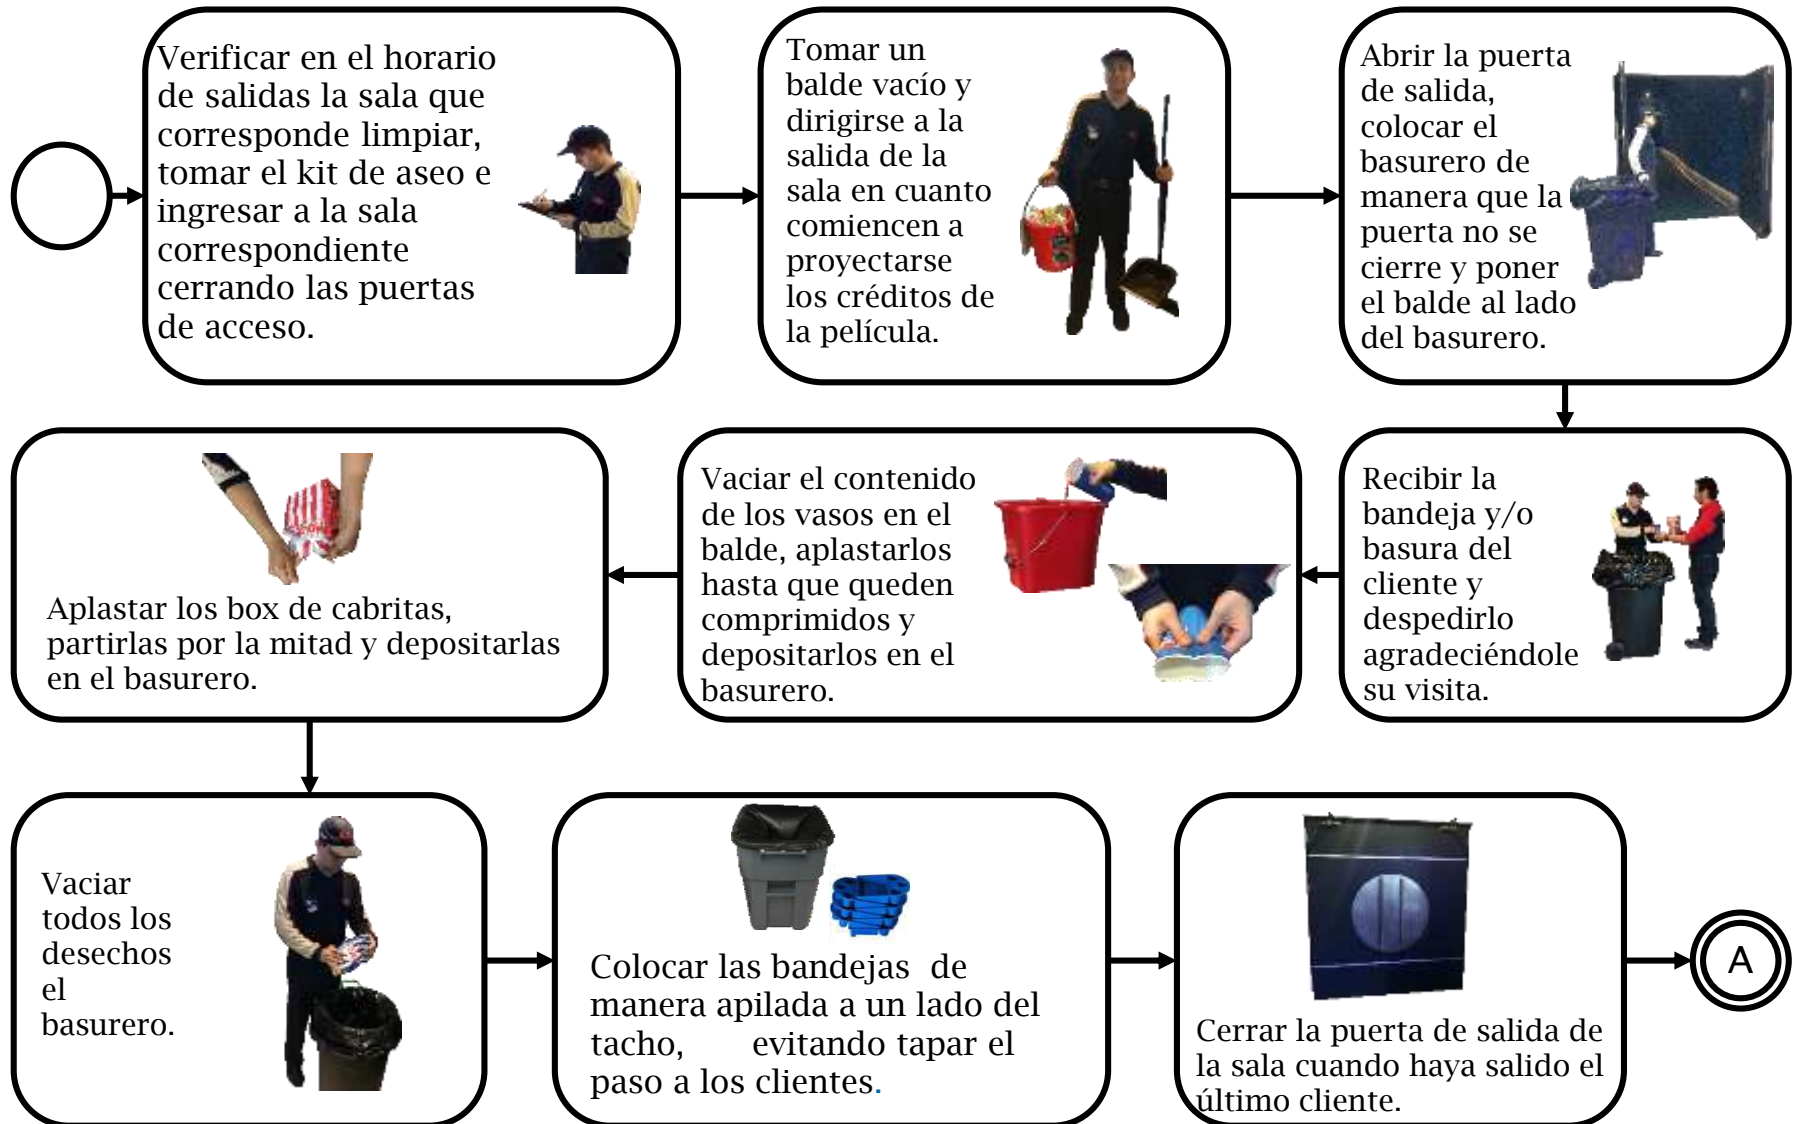 Verificar en el horario
de salidas la sala que
corresponde limpiar,
tomar el kit de aseo e
ingresar a la sala
correspondiente
cerrando las puertas
de acceso.
Tomar un
balde vacío y
dirigirse a la
salida de la
sala en cuanto
comiencen a
proyectarse
los créditos de
la película.
Abrir la puerta
de salida,
colocar el
basurero de
manera que la
puerta no se
cierre y poner
el balde al lado
del basurero.
Recibir la
bandeja y/o
basura del
cliente y
despedirlo
agradeciéndole
su visita.
Vaciar el contenido
de los vasos en el
balde, aplastarlos
hasta que queden
comprimidos y
depositarlos en el
basurero.
Aplastar los box de cabritas,
partirlas por la mitad y depositarlas
en el basurero.
Vaciar
todos los
desechos
el
basurero.
Colocar las bandejas de
manera apilada a un lado del
tacho, evitando tapar el
paso a los clientes.
Cerrar la puerta de salida de
la sala cuando haya salido el
último cliente.
A